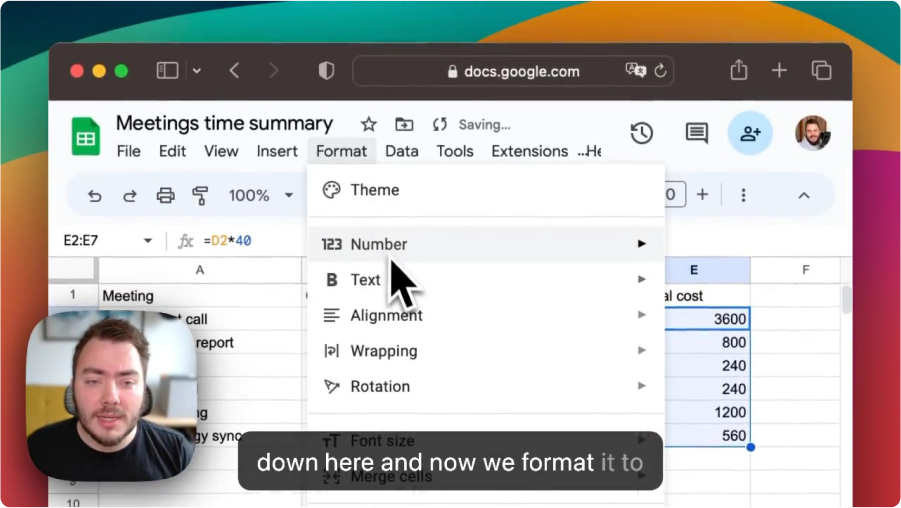 docs.google.com
Meetings time summary
Saving...
File Edit View Insert Format Data Tools Extensions ..He
100%
0
Theme
E2:E7
fx =D2*40
123 Number
B Text
Alignment
Wrapping
Rotation
Font size
Merge cells
A E F
1 Meeting al cost
call 3600
report 800
240
240
ng 1200
gy sync 560
9
10
down here and now we format it to